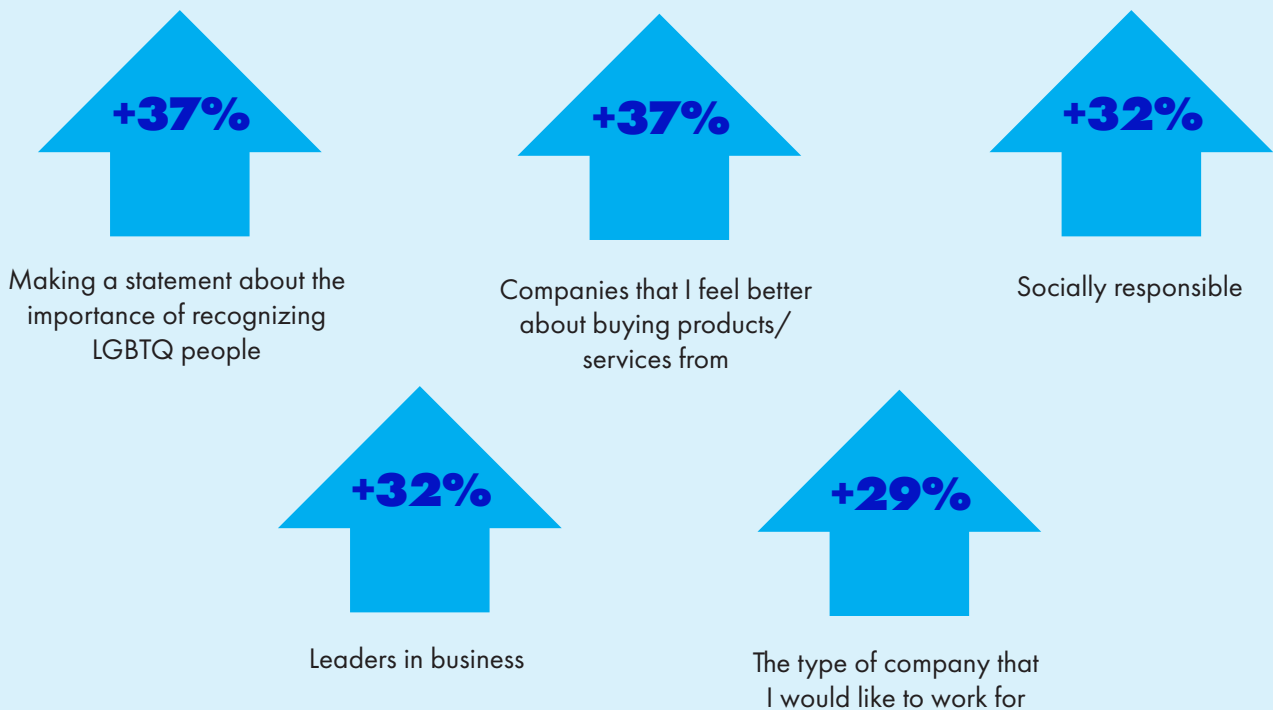 +37%
+37%
+32%
Making a statement about the
importance of recognizing
LGBTQ people
Companies that I feel better
about buying products/
services from
Socially responsible
+32%
+29%
Leaders in business
The type of company that
I would like to work for